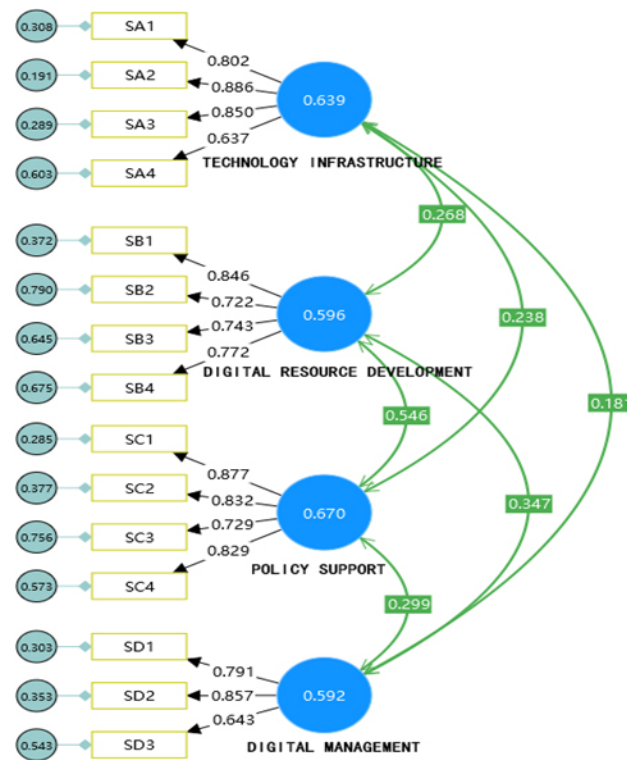 0.308 SA1
0.802
0.191 SA2
0.886
0.639
0.289 SA3
0.850
0.637
0.603 SA4
TECHNOLOGY INFRASTRUCTURE
0.268
0.372 SB1
0.846
0.790 SB2
0.722
0.596
0.238
0.645 SB3
0.743
0.772
DIGITAL RESOURCE DEVELOPMENT
0.675 SB4
0.181
0.546
0.285 SC1
0.877
0.377 SC2
0.832
0.670
0.347
0.756 SC3
0.729
0.829
POLICY SUPPORT
0.573 SC4
0.299
0.303 SD1
0.791
0.353 SD2
0.857
0.592
0.643
0.543 SD3
DIGITAL MANAGEMENT